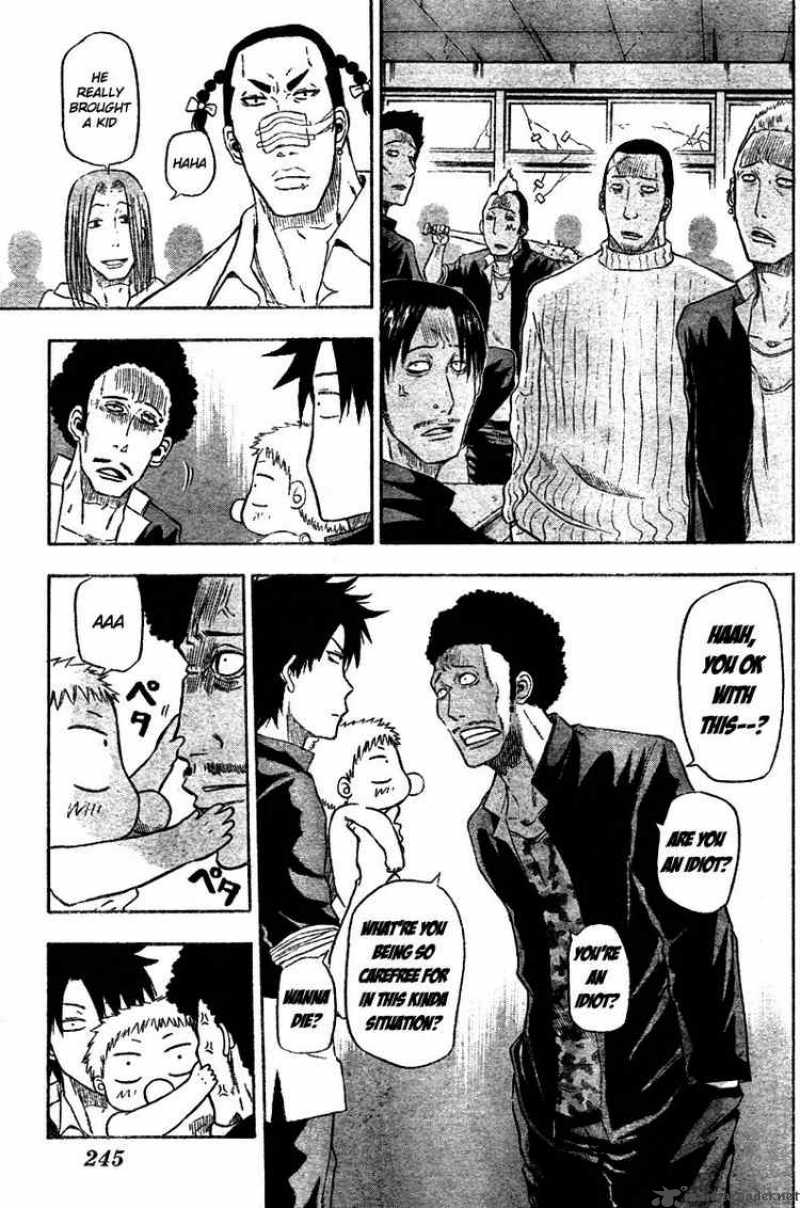 HE
REALLY
BROUGHT
A KID
HAHA
HAAH,
YOU OK
WITH
THIS--?
ARE YOU
AN IDIOT?
YOU'RE
AN
IDIOT?
WHAT'RE YOU
BEING SO
CAREFREE FOR
IN THIS KINDA
SITUATION?
WANNA
DIE?
AAA
ペタ
ペタ
245